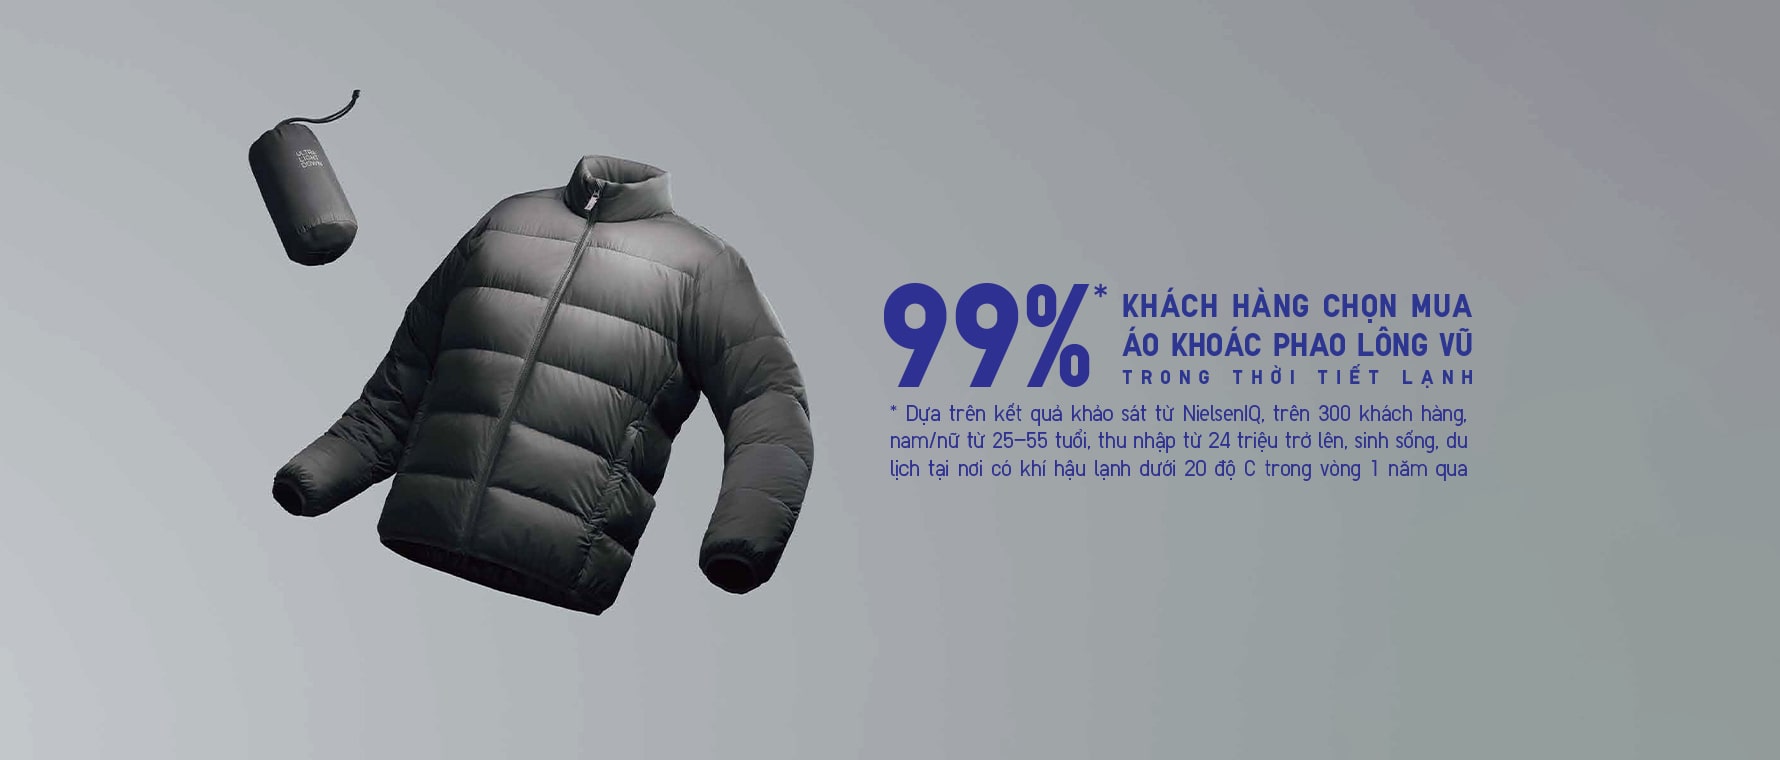 ULTRA
LIGHT
DOWN
99%* KHÁCH HÀNG CHỌN MUA
ÁO KHOÁC PHAO LÔNG VŨ
TRONG THỜI TIẾT LẠNH
* Dựa trên kết quả khảo sát từ NielsenIQ, trên 300 khách hàng,
nam/nữ từ 25–55 tuổi, thu nhập từ 24 triệu trở lên, sinh sống, du
lịch tại nơi có khí hậu lạnh dưới 20 độ C trong vòng 1 năm qua